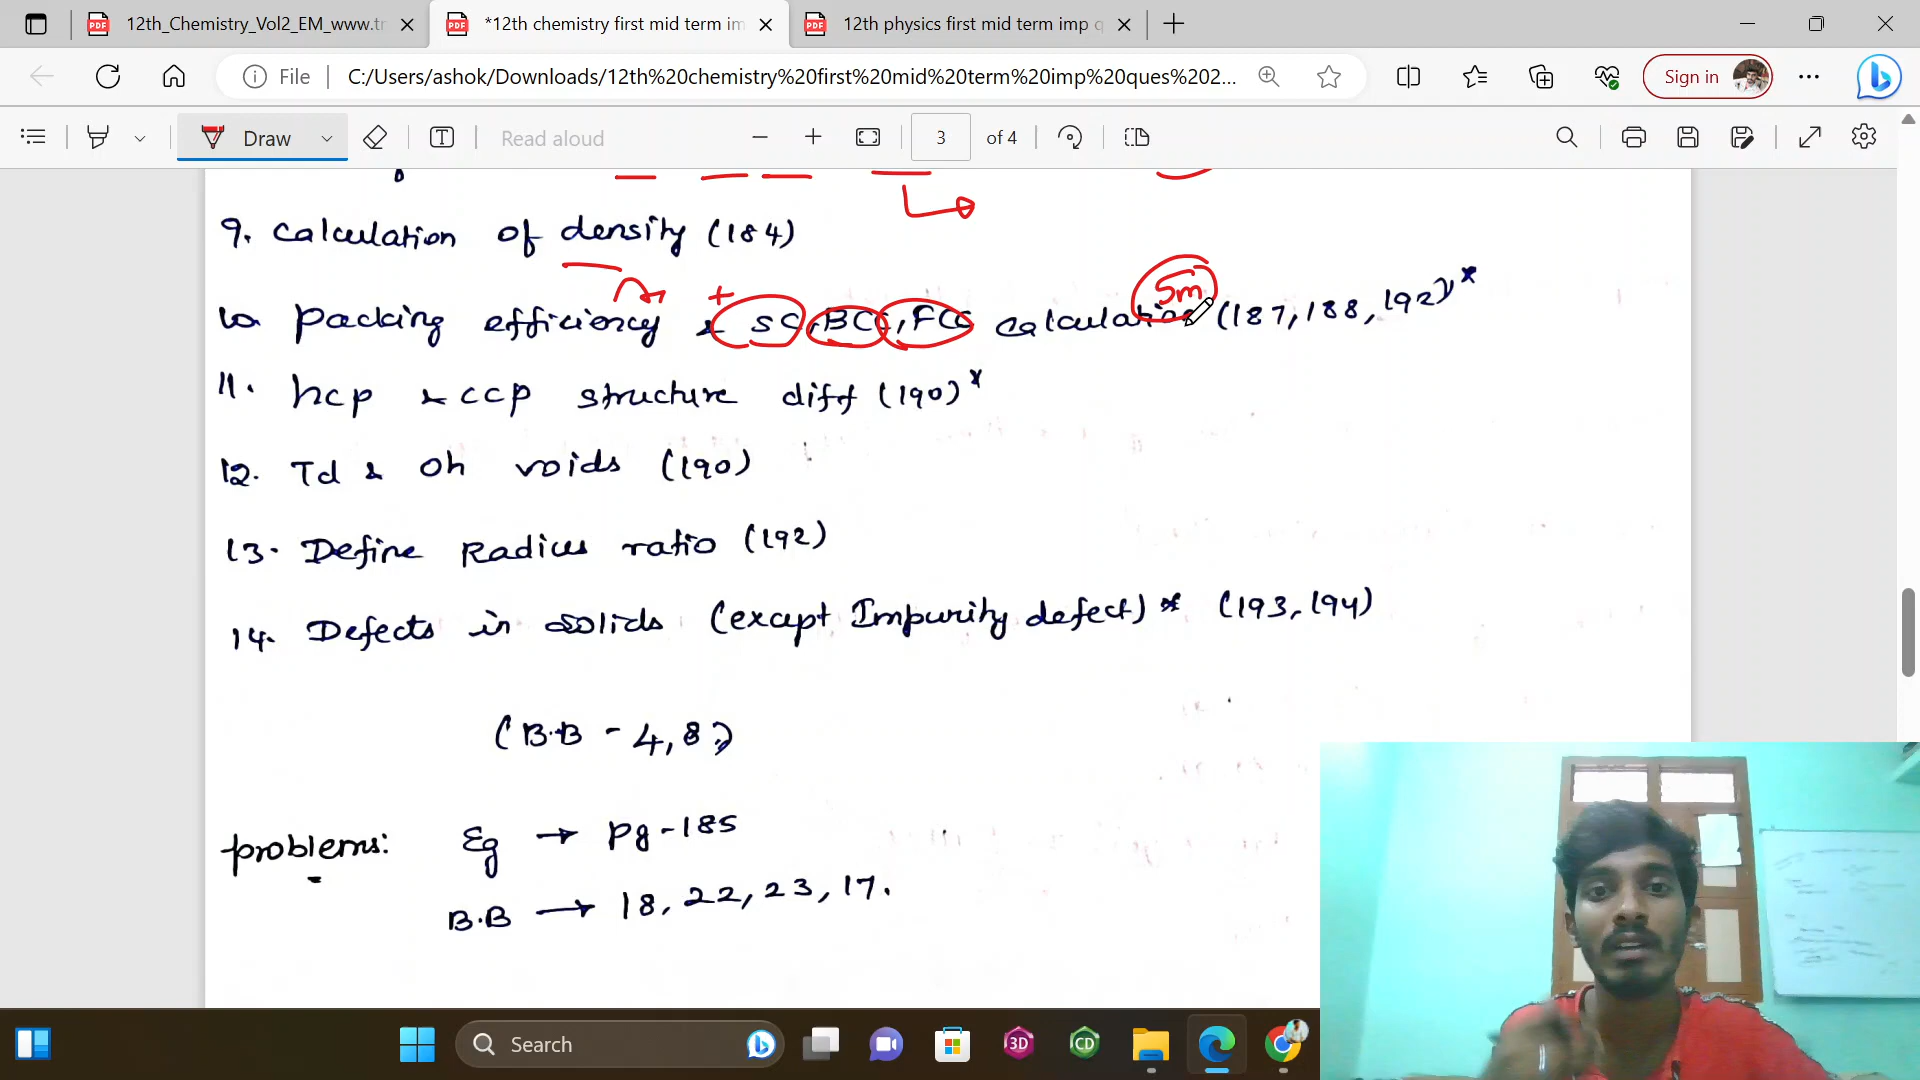 12th_Chemistry_Vol2_EM_www.tr
*12th chemistry first mid term im
12th physics first mid term imp q
File
C:/Users/ashok/Downloads/12th%20chemistry%20first%20mid%20term%20imp%20ques%202...
Sign in
Draw
Read aloud
3 of 4
9. Calculation of density (184)
5m
10. Packing efficiency & SC, BCC, FCC calculation (187, 188, 192)*
11. hcp & ccp structure diff (190)*
12. Td & Oh voids (190)
13. Define Radius ratio (192)
14. Defects in solids (except Impurity defect) * (193, 194)
(B.B - 4, 8)
problems: Eg → Pg-185
B.B → 18, 22, 23, 17.
Search
3D
CD